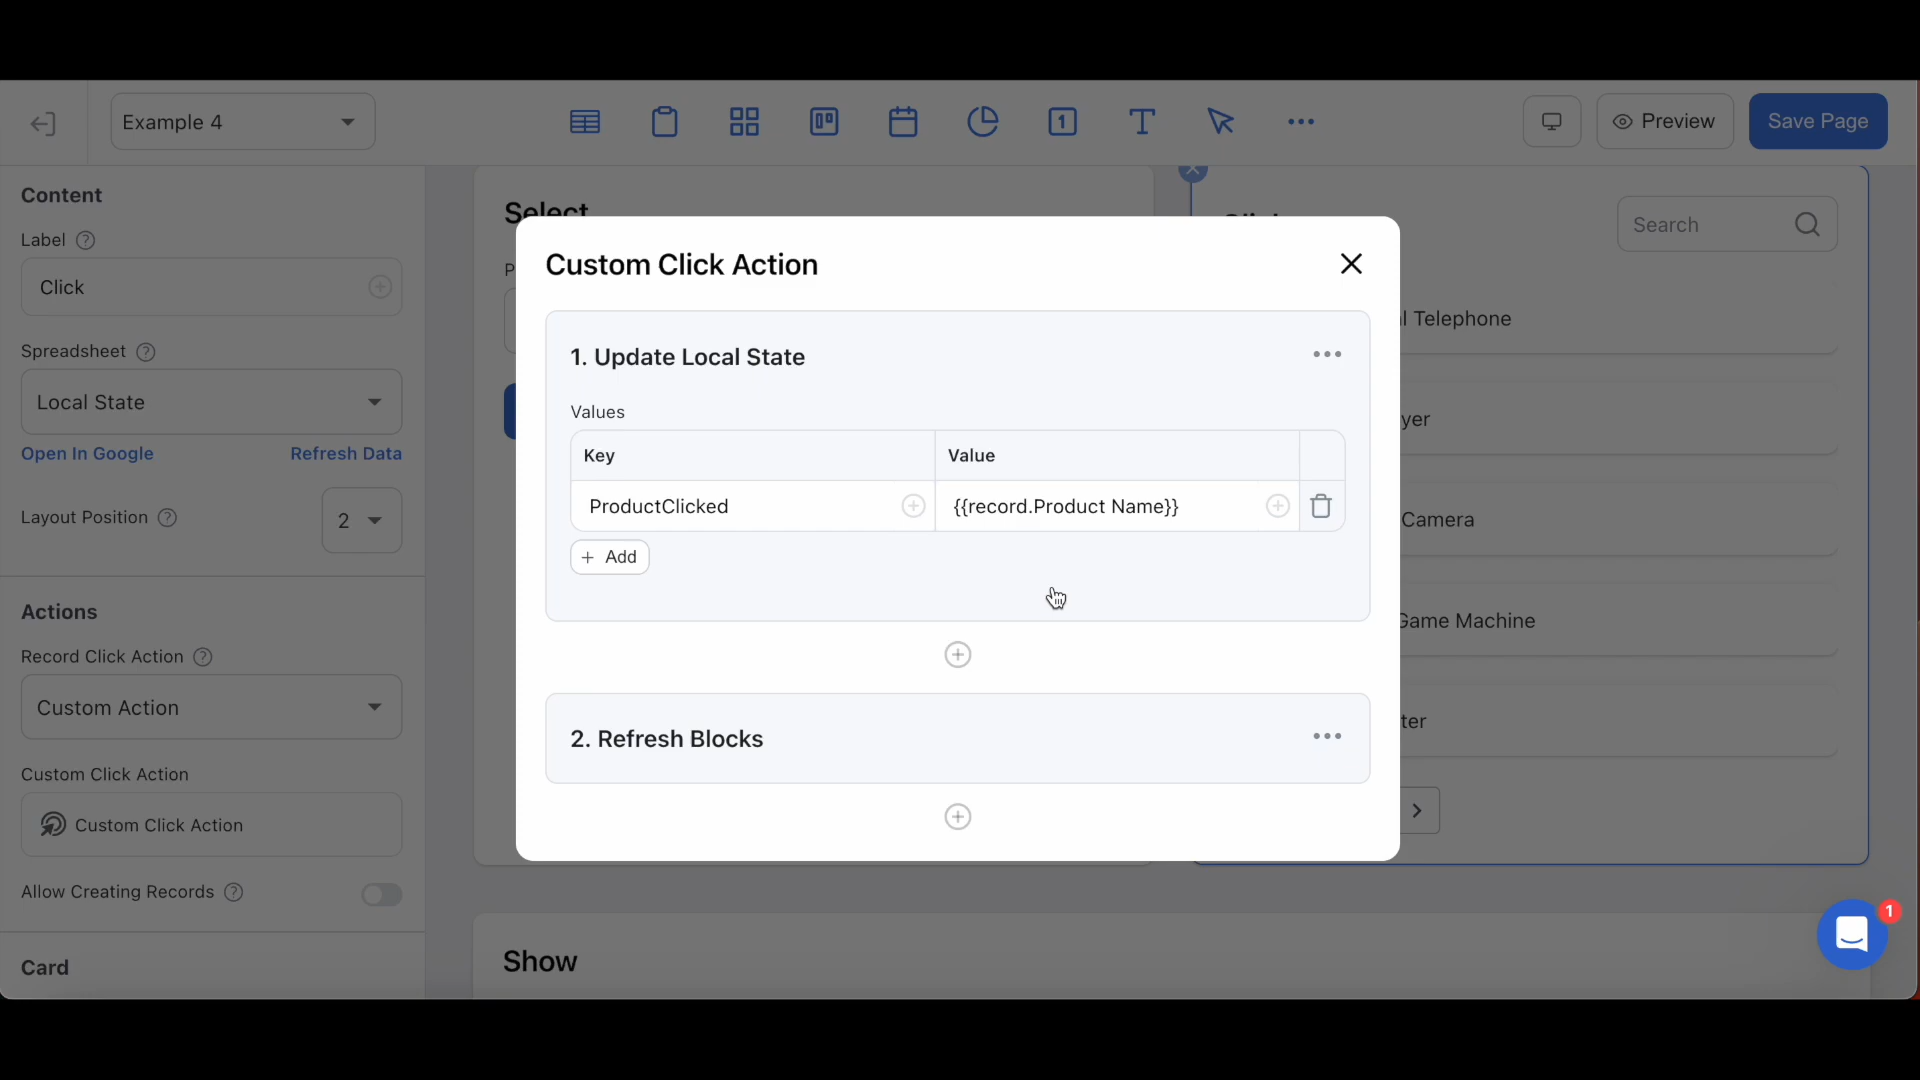 Example 4
Preview
Save Page
Content
Label ?
Click
Spreadsheet ?
Local State
Open In Google
Refresh Data
Layout Position ?
2
Actions
Record Click Action ?
Custom Action
Custom Click Action
Custom Click Action
Allow Creating Records ?
Card
Select
Custom Click Action
1. Update Local State
Values
Key
Value
ProductClicked
{{record.Product Name}}
+ Add
2. Refresh Blocks
Search
l Telephone
yer
Camera
Game Machine
ter
Show
1